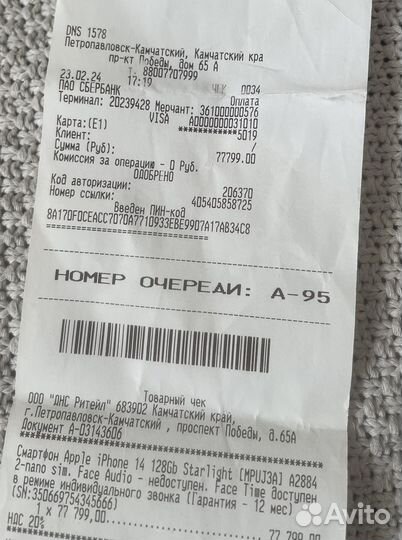 DNS 1578
Петропавловск-Камчатский, Камчатский кра
пр-кт Победы, дом 65 А
Т. 88007707999
23.02.24 17:19 ЧЕК 0034
ПАО СБЕРБАНК Оплата
Терминал: 20239428 Мерчант: 361000000576
VISA A0000000031010
Карта:(E1) ************5019
Клиент:
Сумма (Руб): 77799.00
Комиссия за операцию - 0 Руб.
ОДОБРЕНО
Код авторизации: 206370
Номер ссылки: 405405858725
Введен ПИН-код
8A170F0CEACC7070A7710933EBE9907A17AB34C8
================================
НОМЕР ОЧЕРЕДИ: А-95
Товарный чек
ООО "ДНС Ритейл" 683902 Камчатский край,
г.Петропавловск-Камчатский , проспект Победы, д.65А
Документ А-03143606
Смартфон Apple iPhone 14 128Gb Starlight [MPUJ3A] A2884
2-nano sim. Face Audio - недоступен. Face Time доступен
в режиме индивидуального звонка (Гарантия - 12 мес)
(SN:350669754345666)
1 x 77 799,00
77 799,00
НДС 20%
Avito